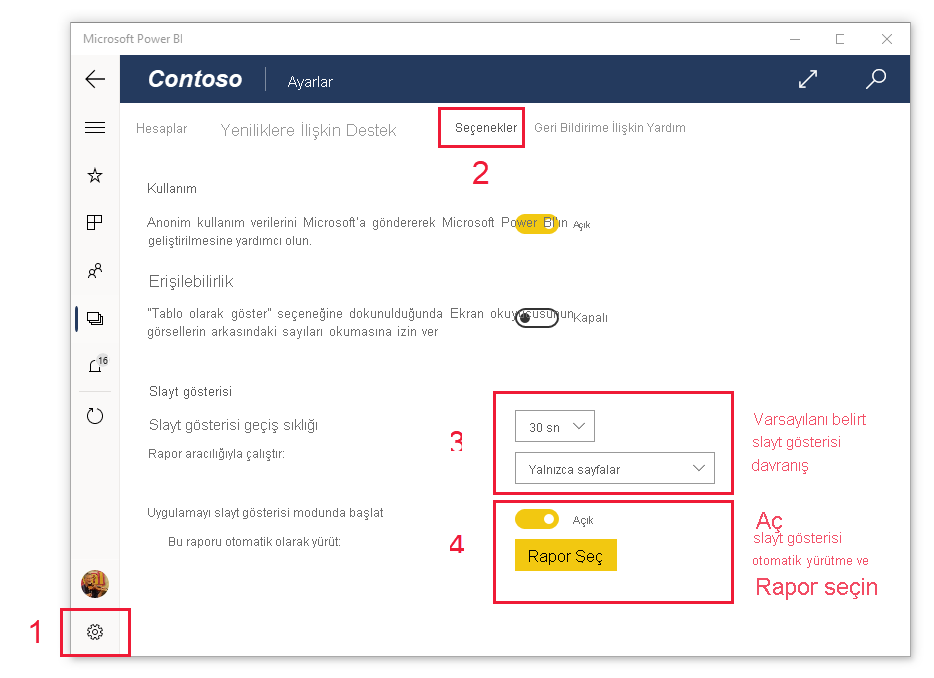 Microsoft Power BI
Contoso
Ayarlar
Hesaplar
Yeniliklere İlişkin Destek
Seçenekler
Geri Bildirime İlişkin Yardım
2
Kullanım
Anonim kullanım verilerini Microsoft'a göndererek Microsoft Power BI'ın
Açık
geliştirilmesine yardımcı olun.
Erişilebilirlik
"Tablo olarak göster" seçeneğine dokunulduğunda Ekran okuyucusunun
Kapalı
görsellerin arkasındaki sayıları okumasına izin ver
16
Slayt gösterisi
Slayt gösterisi geçiş sıklığı
Rapor aracılığıyla çalıştır:
3
30 sn
Yalnızca sayfalar
Varsayılanı belirt
slayt gösterisi
davranış
Uygulamayı slayt gösterisi modunda başlat
Bu raporu otomatik olarak yürüt:
4
Açık
Rapor Seç
Aç
slayt gösterisi
otomatik yürütme ve
Rapor seçin
1